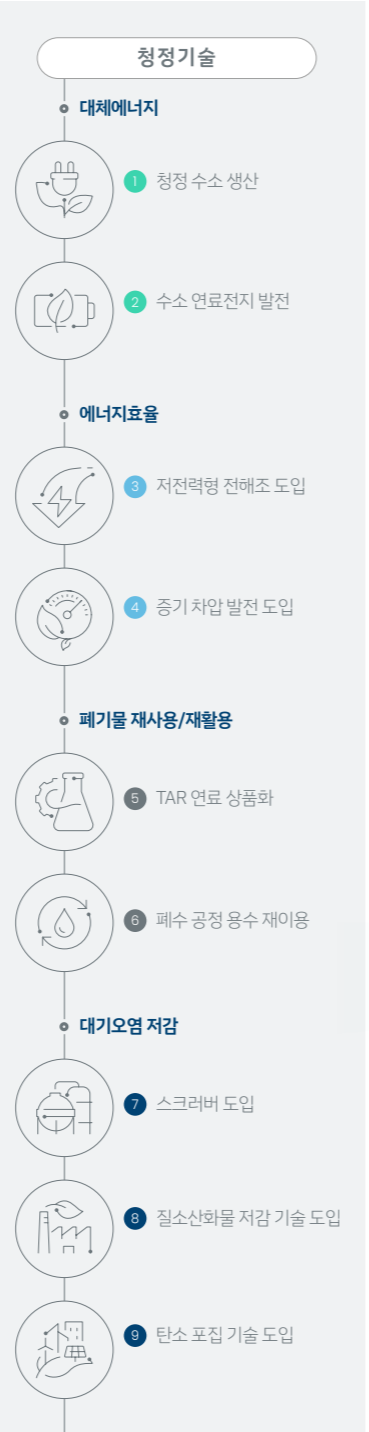 청정기술
대체에너지
1 청정 수소 생산
2 수소 연료전지 발전
에너지효율
3 저전력형 전해조 도입
4 증기 차압 발전 도입
폐기물 재사용/재활용
5 TAR 연료 상품화
6 폐수 공정 용수 재이용
대기오염 저감
7 스크러버 도입
8 질소산화물 저감 기술 도입
9 탄소 포집 기술 도입